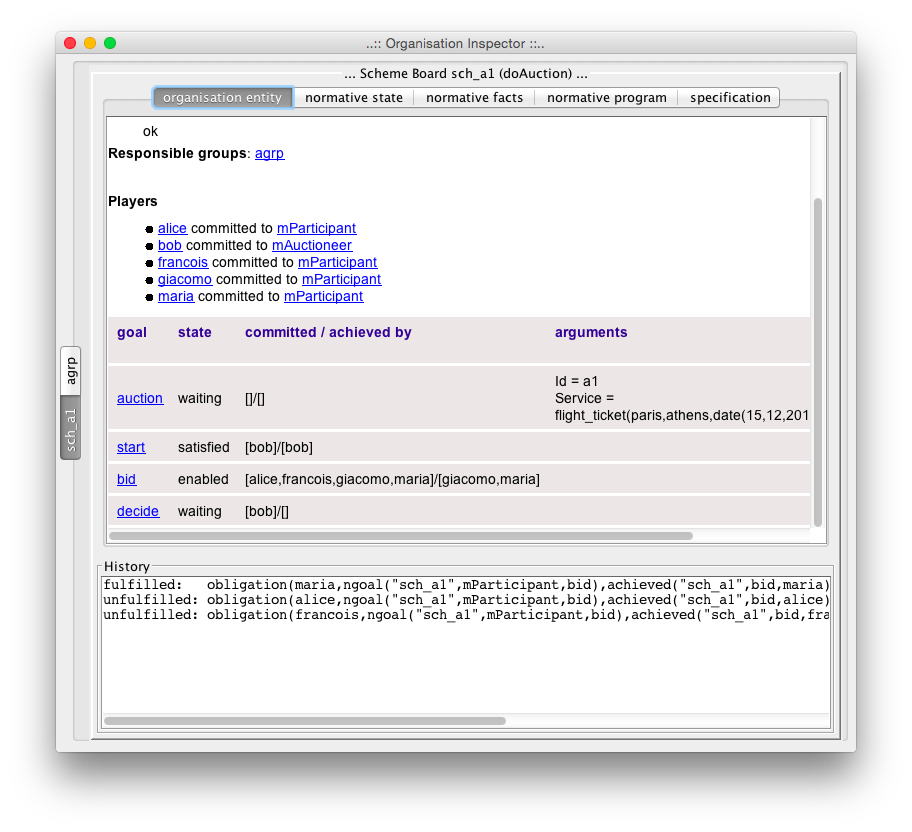 ..:: Organisation Inspector ::..
... Scheme Board sch_a1 (doAuction) ...
organisation entity normative state normative facts normative program specification
ok
Responsible groups: agrp
Players
alice committed to mParticipant
bob committed to mAuctioneer
francois committed to mParticipant
giacomo committed to mParticipant
maria committed to mParticipant
goal state committed / achieved by arguments
Id = a1
auction waiting []/[] Service =
flight_ticket(paris,athens,date(15,12,201
start satisfied [bob]/[bob]
bid enabled [alice,francois,giacomo,maria]/[giacomo,maria]
decide waiting [bob]/[]
agrp
sch_a1
History
fulfilled: obligation(maria,ngoal("sch_a1",mParticipant,bid),achieved("sch_a1",bid,maria)
unfulfilled: obligation(alice,ngoal("sch_a1",mParticipant,bid),achieved("sch_a1",bid,alice)
unfulfilled: obligation(francois,ngoal("sch_a1",mParticipant,bid),achieved("sch_a1",bid,fra